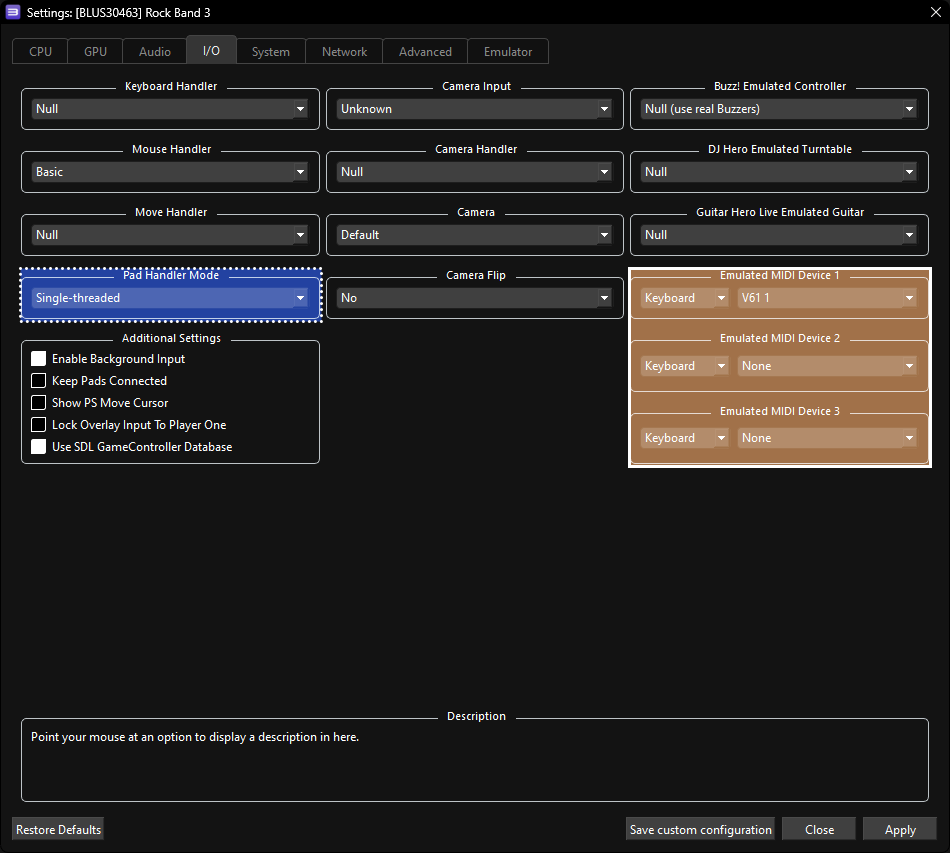 Settings: [BLUS30463] Rock Band 3
CPU GPU Audio I/O System Network Advanced Emulator
Keyboard Handler
Null
Camera Input
Unknown
Buzz! Emulated Controller
Null (use real Buzzers)
Mouse Handler
Basic
Camera Handler
Null
DJ Hero Emulated Turntable
Null
Move Handler
Null
Camera
Default
Guitar Hero Live Emulated Guitar
Null
Pad Handler Mode
Single-threaded
Camera Flip
No
Emulated MIDI Device 1
Keyboard V61 1
Additional Settings
Enable Background Input
Keep Pads Connected
Show PS Move Cursor
Lock Overlay Input To Player One
Use SDL GameController Database
Emulated MIDI Device 2
Keyboard None
Emulated MIDI Device 3
Keyboard None
Description
Point your mouse at an option to display a description in here.
Restore Defaults Save custom configuration Close Apply